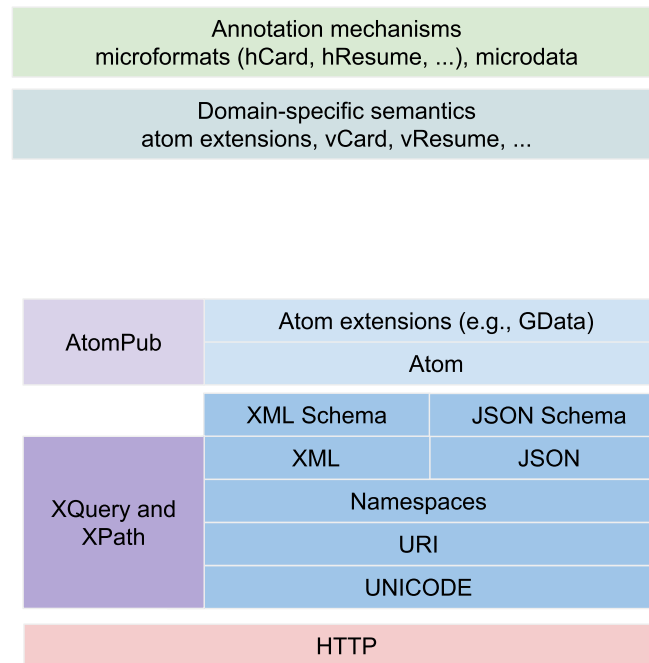 Annotation mechanisms
microformats (hCard, hResume, ...), microdata
Domain-specific semantics
atom extensions, vCard, vResume, ...
AtomPub
Atom extensions (e.g., GData)
Atom
XML Schema
JSON Schema
XQuery and
XPath
XML
JSON
Namespaces
URI
UNICODE
HTTP